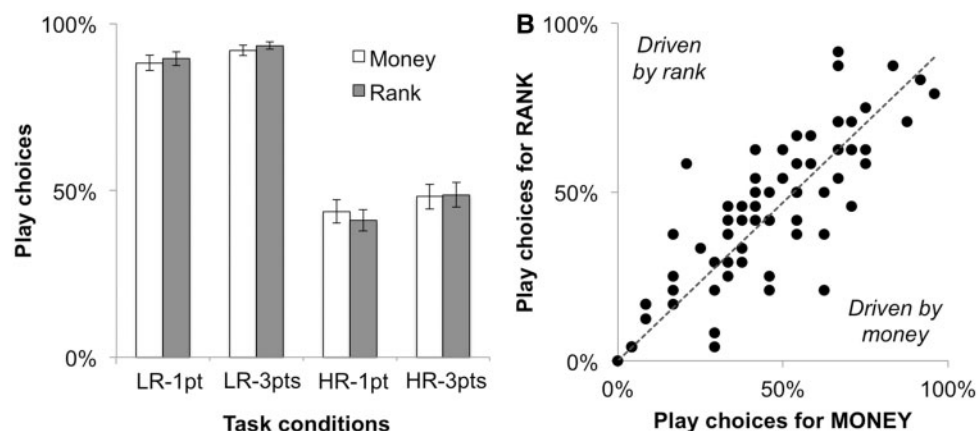 100%
50%
0%
Play choices
Money
Rank
LR-1pt LR-3pts HR-1pt HR-3pts
Task conditions
B
100%
50%
0%
Play choices for RANK
Driven
by rank
Driven by
money
0% 50% 100%
Play choices for MONEY